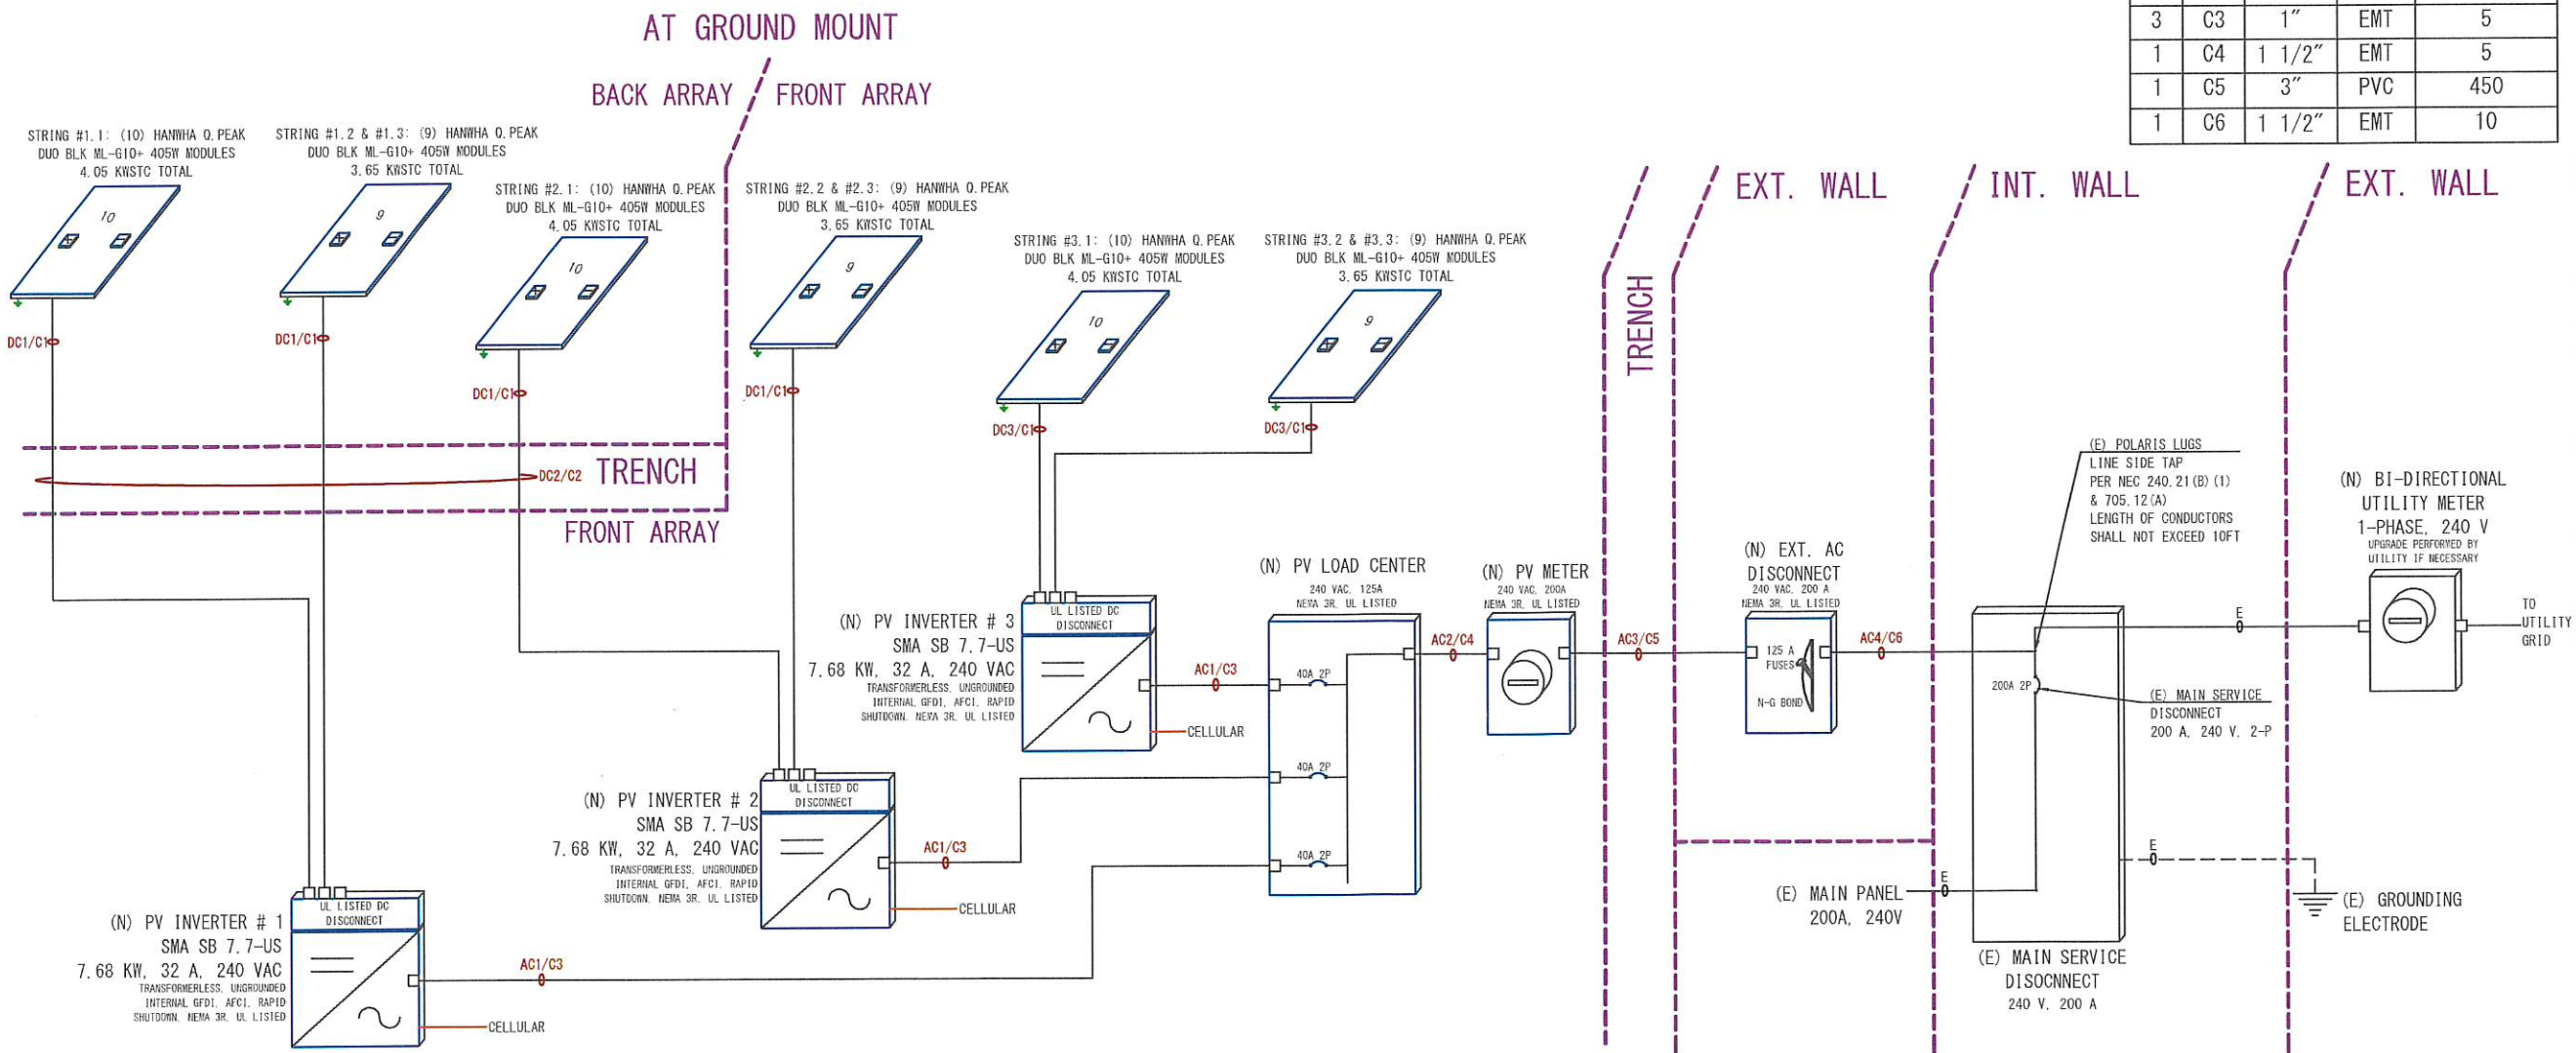 AT GROUND MOUNT
BACK ARRAY
FRONT ARRAY
3 C3 1" EMT 5
1 C4 1 1/2" EMT 5
1 C5 3" PVC 450
1 C6 1 1/2" EMT 10
STRING #1.1: (10) HANWHA Q.PEAK
DUO BLK ML-G10+ 405W MODULES
4.05 KWSTC TOTAL
10
DC1/C1
STRING #1.2 & #1.3: (9) HANWHA Q.PEAK
DUO BLK ML-G10+ 405W MODULES
3.65 KWSTC TOTAL
9
DC1/C1
STRING #2.1: (10) HANWHA Q.PEAK
DUO BLK ML-G10+ 405W MODULES
4.05 KWSTC TOTAL
10
DC1/C1
STRING #2.2 & #2.3: (9) HANWHA Q.PEAK
DUO BLK ML-G10+ 405W MODULES
3.65 KWSTC TOTAL
9
DC1/C1
STRING #3.1: (10) HANWHA Q.PEAK
DUO BLK ML-G10+ 405W MODULES
4.05 KWSTC TOTAL
10
DC3/C1
STRING #3.2 & #3.3: (9) HANWHA Q.PEAK
DUO BLK ML-G10+ 405W MODULES
3.65 KWSTC TOTAL
9
DC3/C1
TRENCH
EXT. WALL
INT. WALL
EXT. WALL
DC2/C2
TRENCH
FRONT ARRAY
(N) PV INVERTER # 3
SMA SB 7.7-US
7.68 KW, 32 A, 240 VAC
TRANSFORMERLESS, UNGROUNDED
INTERNAL GFDI, AFCI, RAPID
SHUTDOWN, NEMA 3R, UL LISTED
UL LISTED DC
DISCONNECT
AC1/C3
CELLULAR
(N) PV INVERTER # 2
SMA SB 7.7-US
7.68 KW, 32 A, 240 VAC
TRANSFORMERLESS, UNGROUNDED
INTERNAL GFDI, AFCI, RAPID
SHUTDOWN, NEMA 3R, UL LISTED
UL LISTED DC
DISCONNECT
AC1/C3
CELLULAR
(N) PV INVERTER # 1
SMA SB 7.7-US
7.68 KW, 32 A, 240 VAC
TRANSFORMERLESS, UNGROUNDED
INTERNAL GFDI, AFCI, RAPID
SHUTDOWN, NEMA 3R, UL LISTED
UL LISTED DC
DISCONNECT
AC1/C3
CELLULAR
(N) PV LOAD CENTER
240 VAC, 125A
NEMA 3R, UL LISTED
40A 2P
40A 2P
40A 2P
AC2/C4
(N) PV METER
240 VAC, 200A
NEMA 3R, UL LISTED
AC3/C5
(N) EXT. AC
DISCONNECT
240 VAC, 200 A
NEMA 3R, UL LISTED
125 A
FUSES
N-G BOND
AC4/C6
(E) POLARIS LUGS
LINE SIDE TAP
PER NEC 240.21(B)(1)
& 705.12(A)
LENGTH OF CONDUCTORS
SHALL NOT EXCEED 10FT
200A 2P
(E) MAIN SERVICE
DISCONNECT
200 A, 240 V, 2-P
E
(N) BI-DIRECTIONAL
UTILITY METER
1-PHASE, 240 V
UPGRADE PERFORMED BY
UTILITY IF NECESSARY
TO
UTILITY
GRID
E
(E) GROUNDING
ELECTRODE
E
(E) MAIN PANEL
200A, 240V
(E) MAIN SERVICE
DISOCNNECT
240 V, 200 A